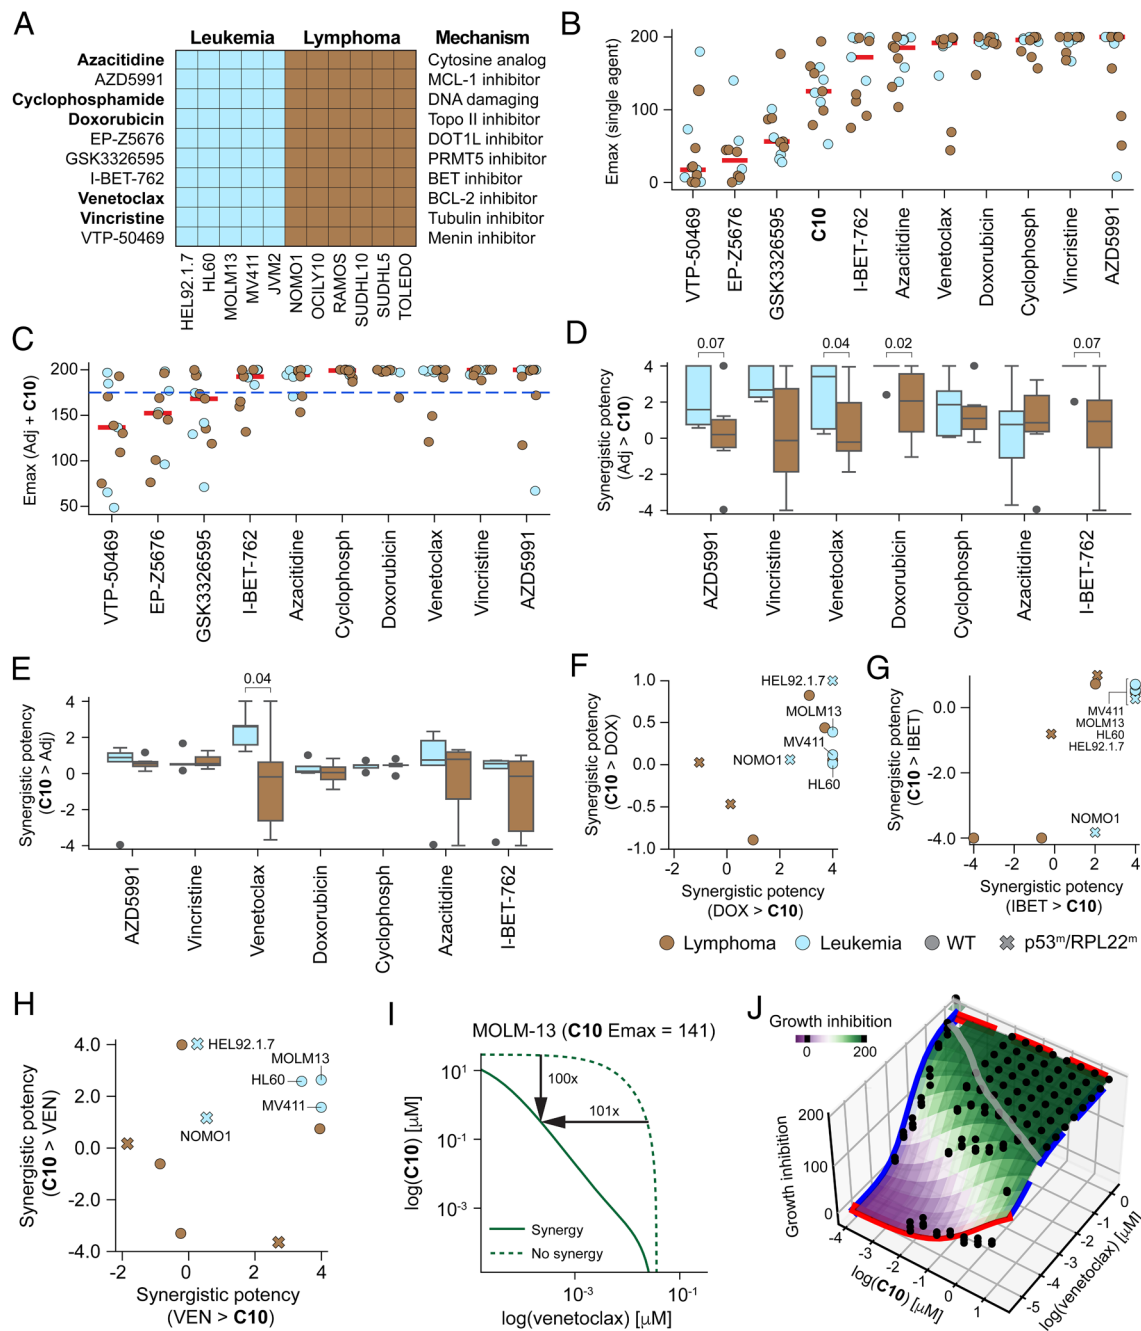 A
Leukemia Lymphoma Mechanism
Azacitidine Cytosine analog
AZD5991 MCL-1 inhibitor
Cyclophosphamide DNA damaging
Doxorubicin Topo II inhibitor
EP-Z5676 DOT1L inhibitor
GSK3326595 PRMT5 inhibitor
I-BET-762 BET inhibitor
Venetoclax BCL-2 inhibitor
Vincristine Tubulin inhibitor
VTP-50469 Menin inhibitor
HEL92.1.7
HL60
MOLM13
MV411
JVM2
NOMO1
OCILY10
RAMOS
SUDHL10
SUDHL5
TOLEDO
B
Emax (single agent)
200
100
0
VTP-50469
EP-Z5676
GSK3326595
C10
I-BET-762
Azacitidine
Venetoclax
Doxorubicin
Cyclophosph
Vincristine
AZD5991
C
Emax (Adj + C10)
200
150
100
50
VTP-50469
EP-Z5676
GSK3326595
I-BET-762
Azacitidine
Cyclophosph
Doxorubicin
Venetoclax
Vincristine
AZD5991
D
Synergistic potency
(Adj > C10)
0.07 0.04 0.02 0.07
4
2
0
-2
-4
AZD5991
Vincristine
Venetoclax
Doxorubicin
Cyclophosph
Azacitidine
I-BET-762
E
Synergistic potency
(C10 > Adj)
0.04
4
2
0
-2
-4
AZD5991
Vincristine
Venetoclax
Doxorubicin
Cyclophosph
Azacitidine
I-BET-762
F
Synergistic potency
(C10 > DOX)
1.0
0.5
0.0
-0.5
-1.0
HEL92.1.7
MOLM13
MV411
NOMO1
HL60
-2 0 2 4
Synergistic potency
(DOX > C10)
G
Synergistic potency
(C10 > IBET)
0.0
-2.0
-4.0
MV411
MOLM13
HL60
HEL92.1.7
NOMO1
-4 -2 0 2 4
Synergistic potency
(IBET > C10)
Lymphoma Leukemia WT p53m/RPL22m
H
Synergistic potency
(C10 > VEN)
4.0
2.0
0.0
-2.0
-4.0
HEL92.1.7
MOLM13
HL60
MV411
NOMO1
-2 0 2 4
Synergistic potency
(VEN > C10)
I
MOLM-13 (C10 Emax = 141)
log(C10) [µM]
10¹
10⁻¹
10⁻³
100x
101x
Synergy
No synergy
10⁻³ 10⁻¹
log(venetoclax) [µM]
J
Growth inhibition
0 200
Growth inhibition
200
100
0
-4
-3
-2
-1
0
1
log(C10) [µM]
-5
-4
-3
-2
-1
0
log(venetoclax) [µM]